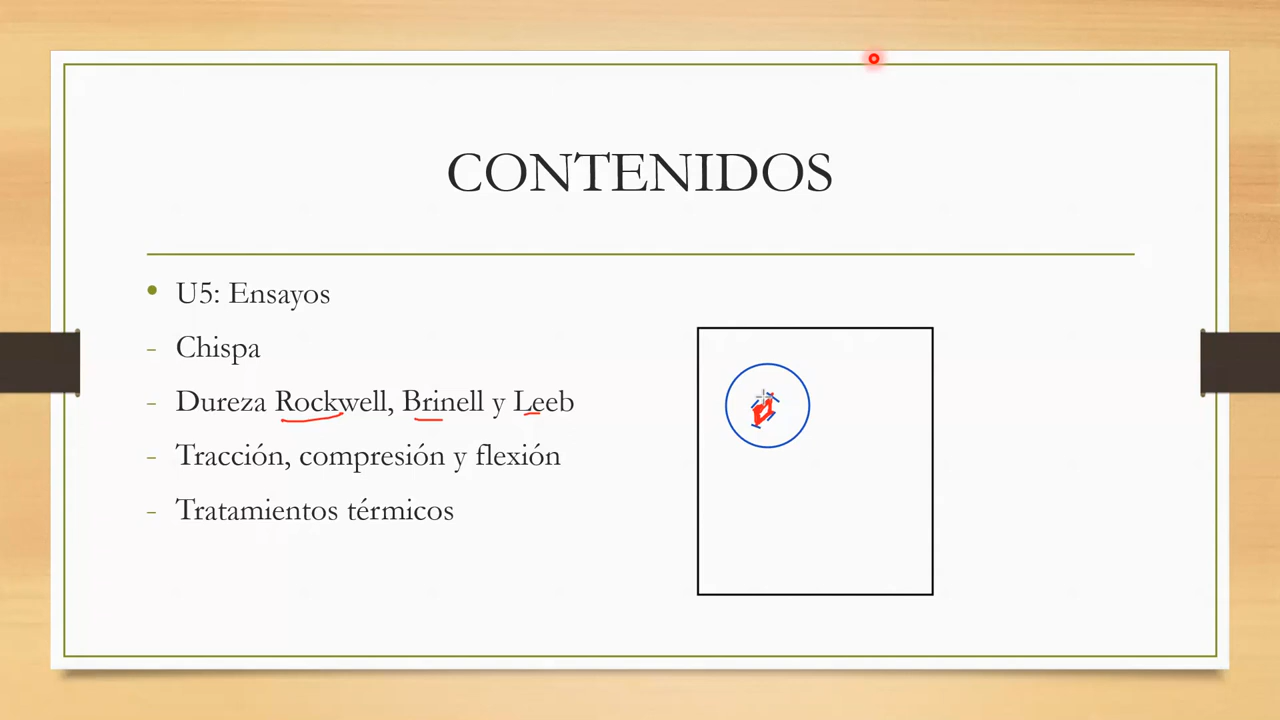 CONTENIDOS
• U5: Ensayos
- Chispa
- Dureza Rockwell, Brinell y Leeb
- Tracción, compresión y flexión
- Tratamientos térmicos